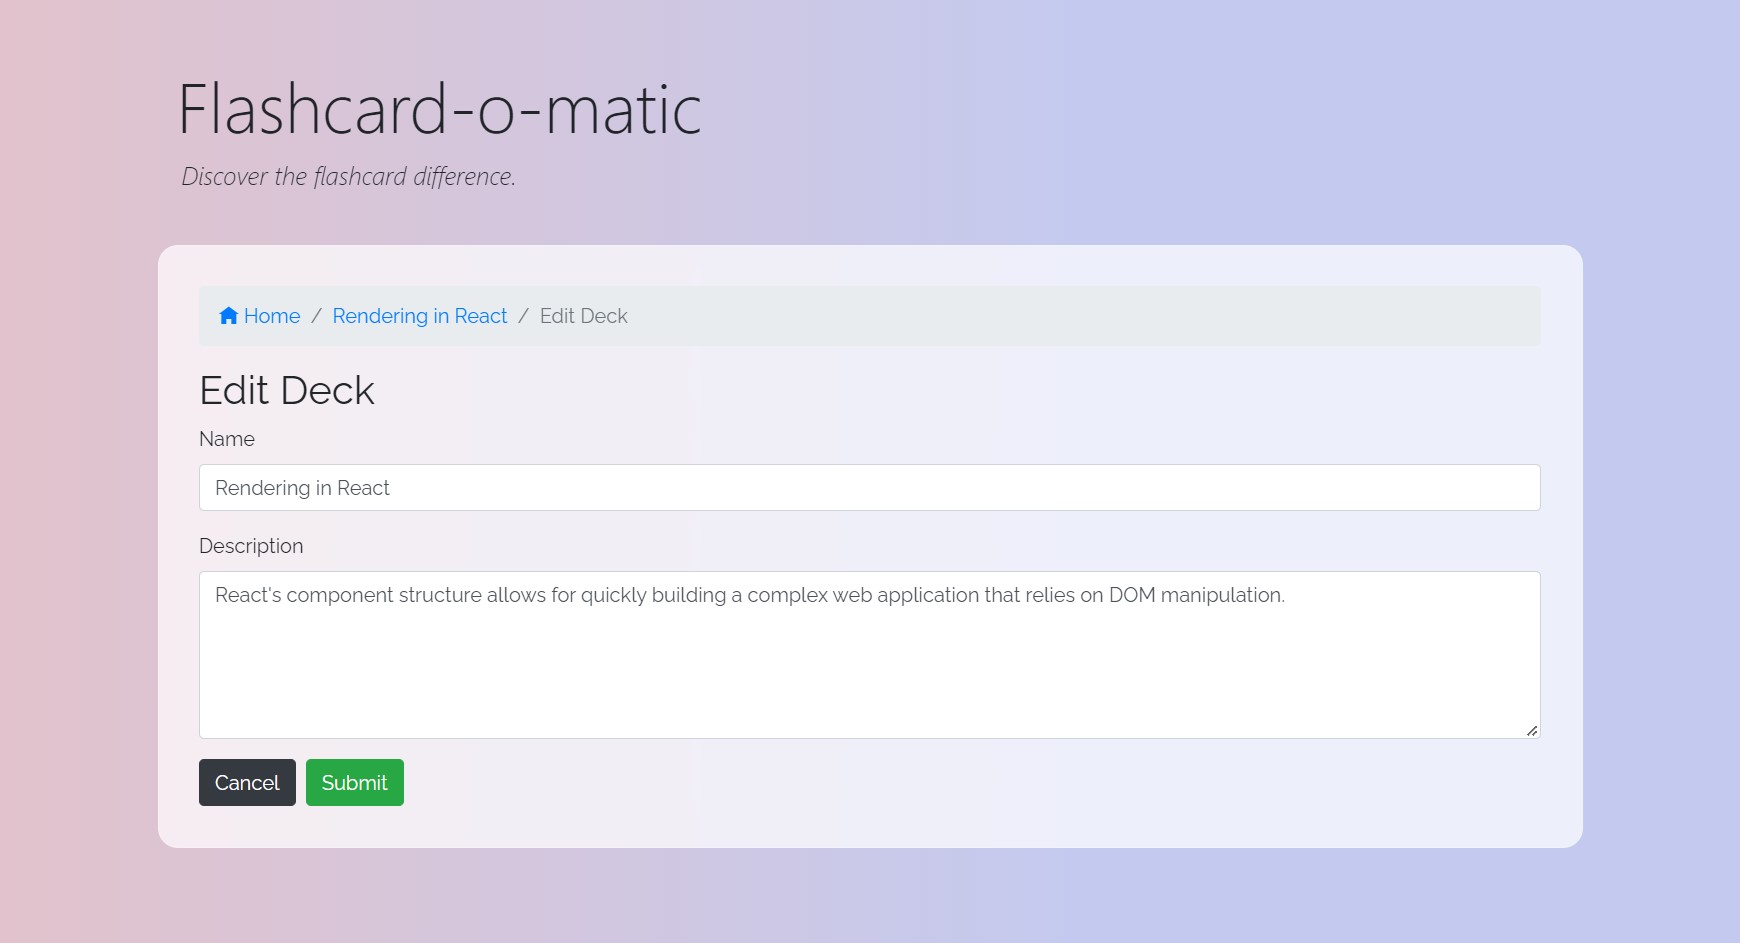 Flashcard-o-matic
Discover the flashcard difference.
Home / Rendering in React / Edit Deck
Edit Deck
Name
Rendering in React
Description
React's component structure allows for quickly building a complex web application that relies on DOM manipulation.
Cancel Submit